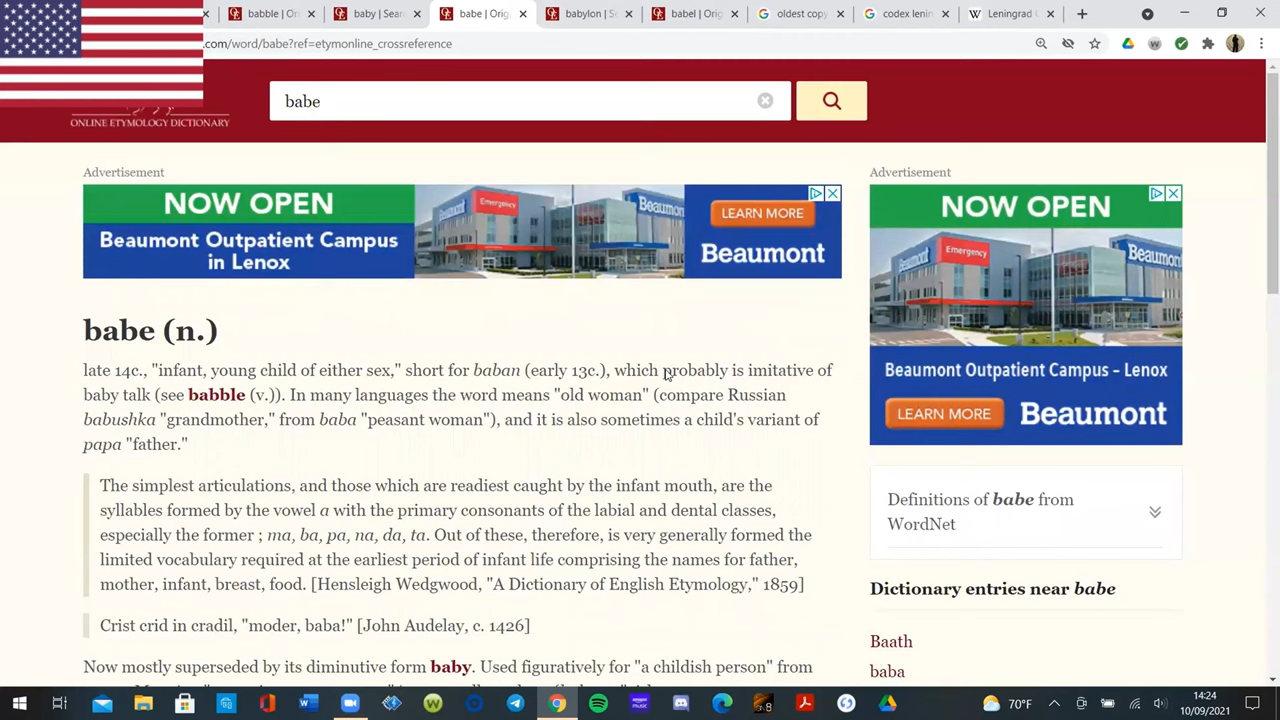 babble | On
baby | Sear
babe | Orig
babylon | S
babel | Orig
oldest copy
codex lenin
Leningrad
.com/word/babe?ref=etymonline_crossreference
babe
ONLINE ETYMOLOGY DICTIONARY
Advertisement
Advertisement
NOW OPEN
Beaumont Outpatient Campus
in Lenox
Emergency
Beaumont
LEARN MORE
Beaumont
NOW OPEN
Emergency
Beaumont Outpatient Campus – Lenox
LEARN MORE
Beaumont
babe (n.)
late 14c., "infant, young child of either sex," short for baban (early 13c.), which probably is imitative of
baby talk (see babble (v.)). In many languages the word means "old woman" (compare Russian
babushka "grandmother," from baba "peasant woman"), and it is also sometimes a child's variant of
papa "father."
The simplest articulations, and those which are readiest caught by the infant mouth, are the
syllables formed by the vowel a with the primary consonants of the labial and dental classes,
especially the former ; ma, ba, pa, na, da, ta. Out of these, therefore, is very generally formed the
limited vocabulary required at the earliest period of infant life comprising the names for father,
mother, infant, breast, food. [Hensleigh Wedgwood, "A Dictionary of English Etymology," 1859]
Crist crid in cradil, "moder, baba!" [John Audelay, c. 1426]
Now mostly superseded by its diminutive form baby. Used figuratively for "a childish person" from
Definitions of babe from
WordNet
Dictionary entries near babe
Baath
baba
70°F
14:24
10/09/2021